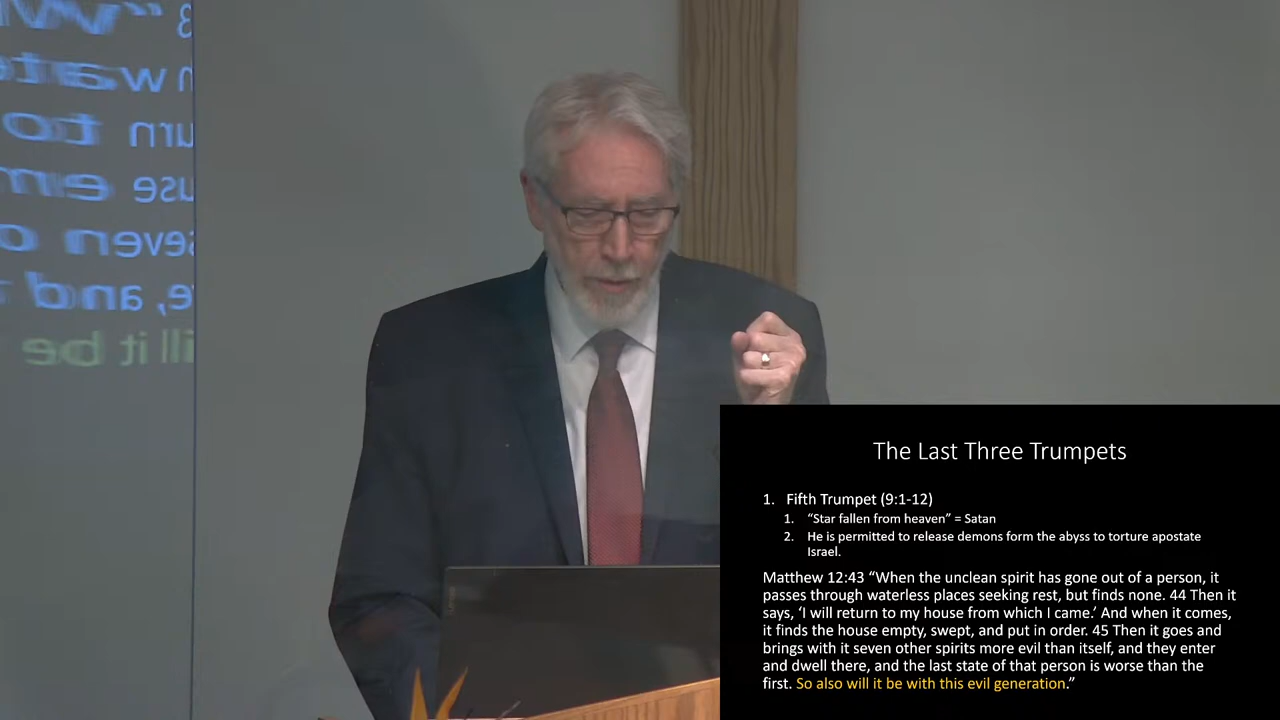 The Last Three Trumpets
1. Fifth Trumpet (9:1-12)
1. “Star fallen from heaven” = Satan
2. He is permitted to release demons form the abyss to torture apostate
Israel.
Matthew 12:43 “When the unclean spirit has gone out of a person, it
passes through waterless places seeking rest, but finds none. 44 Then it
says, ‘I will return to my house from which I came.’ And when it comes,
it finds the house empty, swept, and put in order. 45 Then it goes and
brings with it seven other spirits more evil than itself, and they enter
and dwell there, and the last state of that person is worse than the
first. So also will it be with this evil generation.”